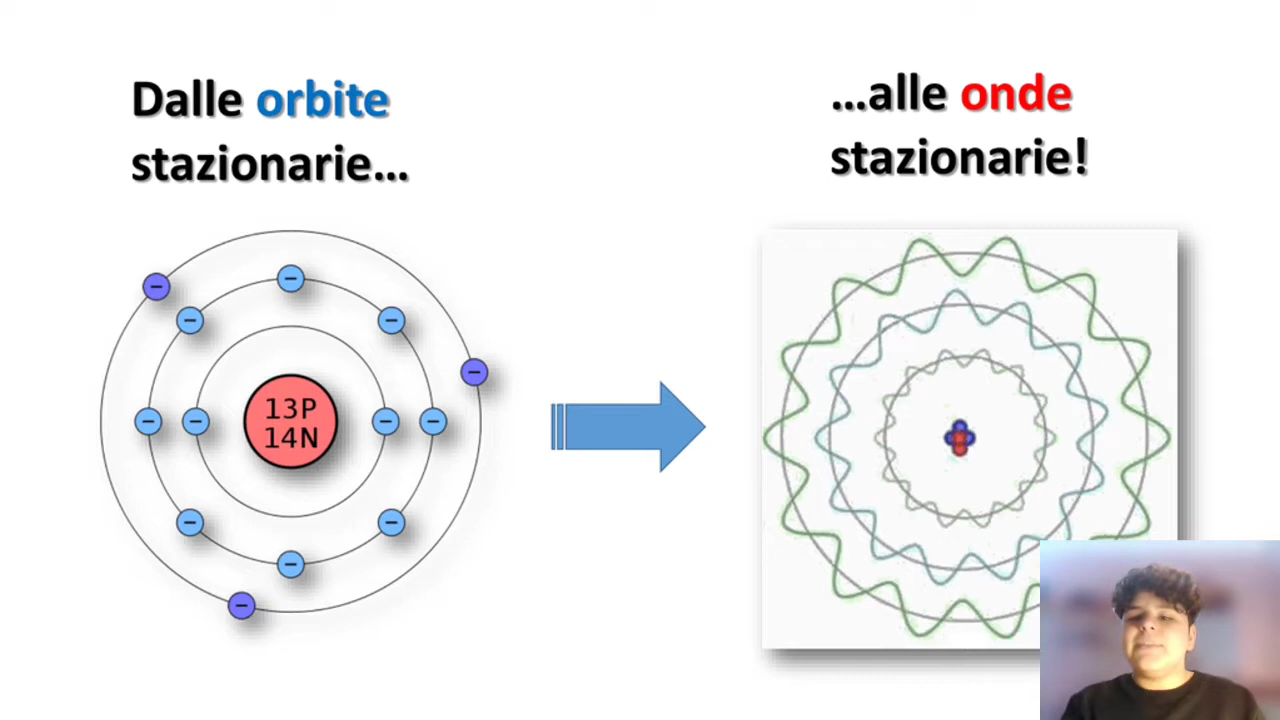 Dalle orbite
stazionarie...
...alle onde
stazionarie!
13P
14N